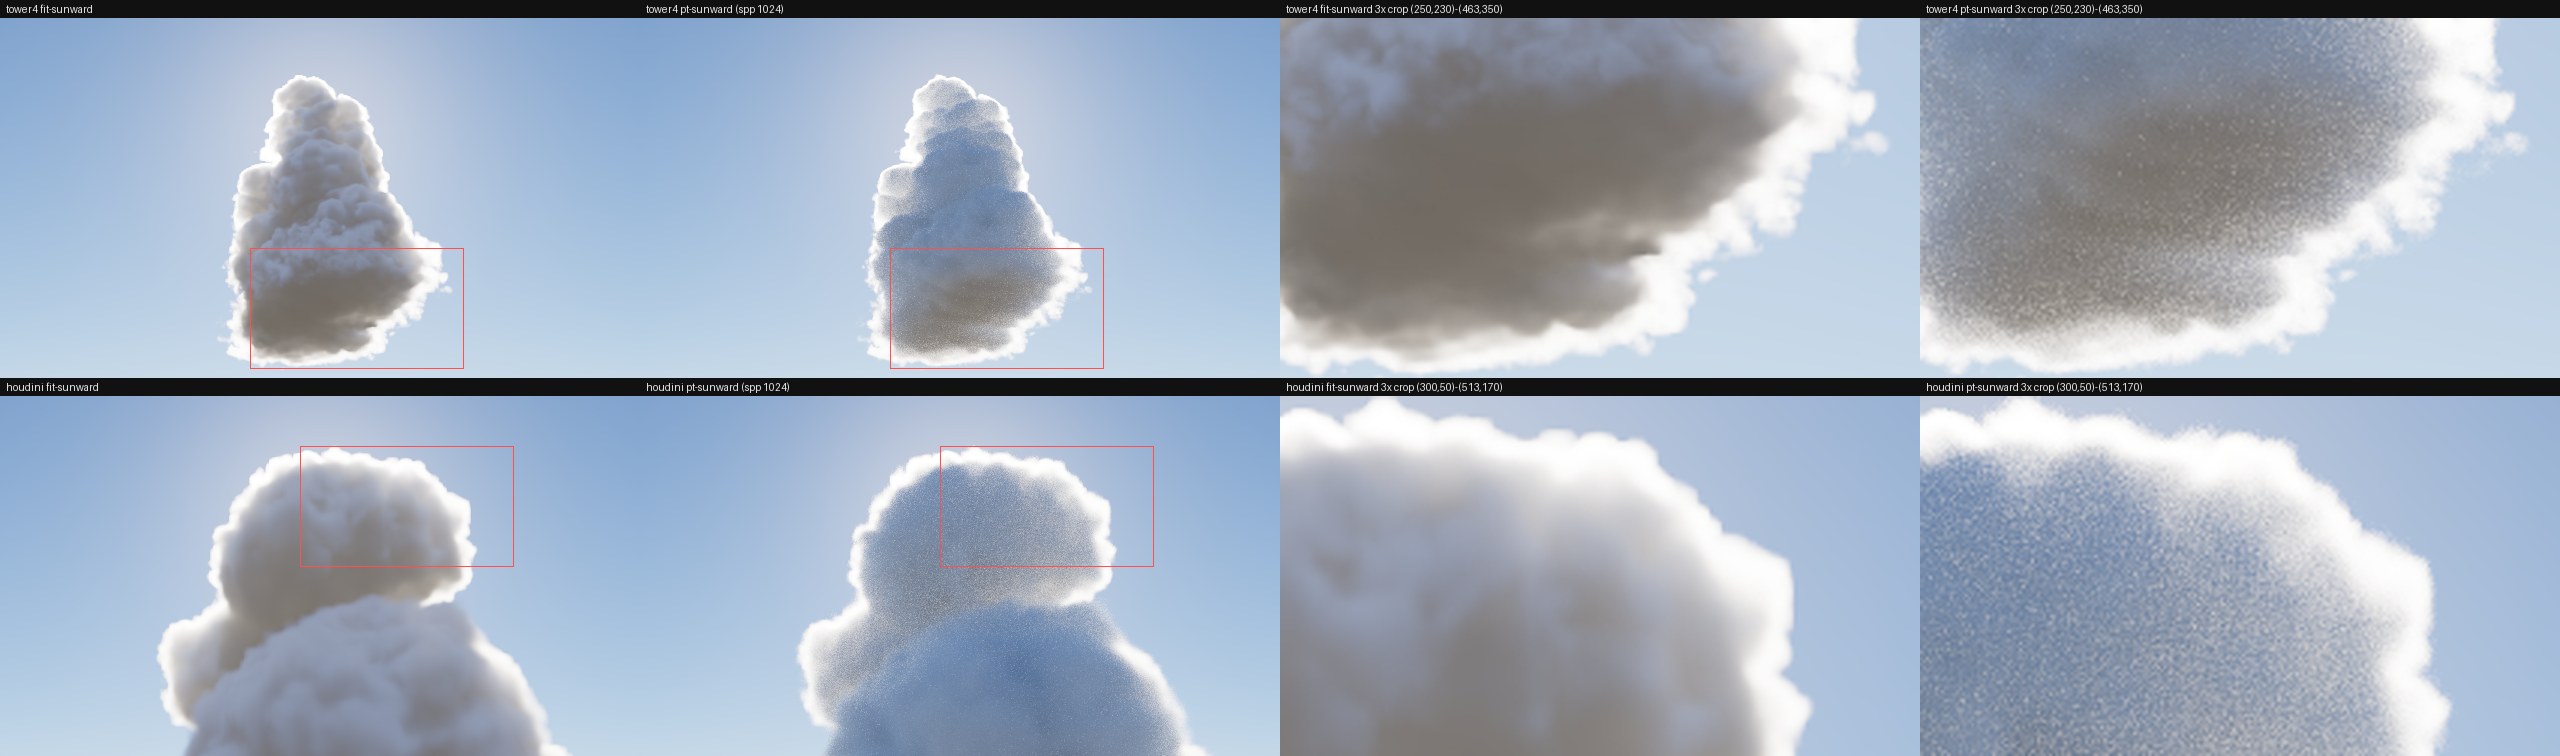 tower4 fit-sunward
tower4 pt-sunward (spp 1024)
tower4 fit-sunward 3x crop (250,230)-(463,350)
tower4 pt-sunward 3x crop (250,230)-(463,350)
houdini fit-sunward
houdini pt-sunward (spp 1024)
houdini fit-sunward 3x crop (300,50)-(513,170)
houdini pt-sunward 3x crop (300,50)-(513,170)